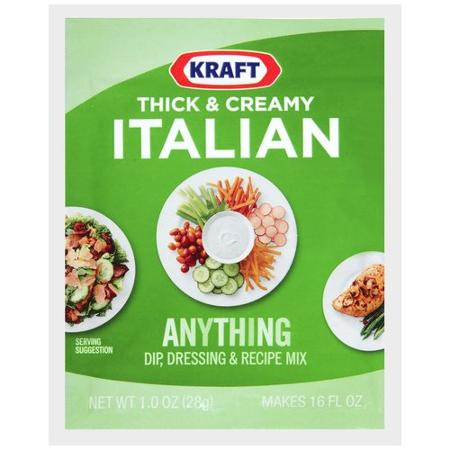 KRAFT
THICK & CREAMY
ITALIAN
SERVING
SUGGESTION
ANYTHING
DIP, DRESSING & RECIPE MIX
NET WT 1.0 OZ (28g)
MAKES 16 FL OZ